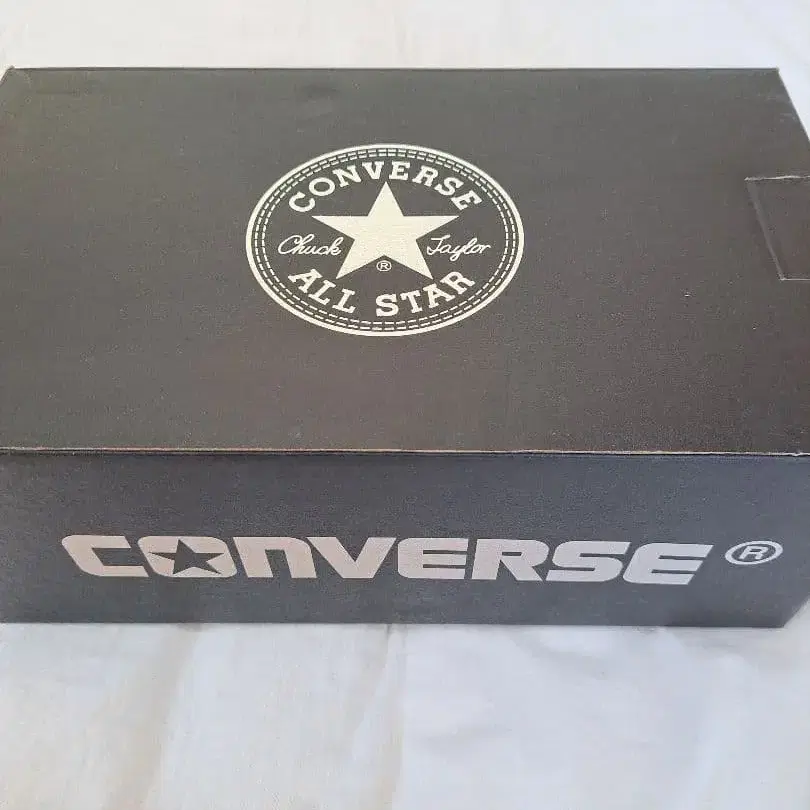 CONVERSE
Chuck Taylor
®
ALL STAR
CONVERSE®